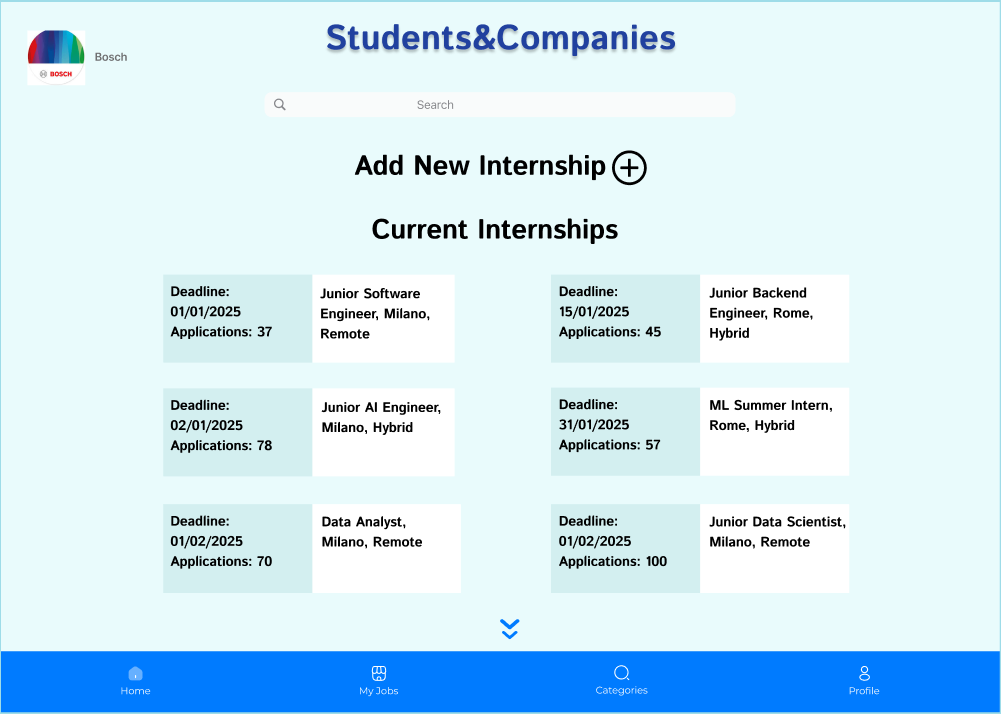 Students&Companies
Bosch
BOSCH
Search
Add New Internship
Current Internships
Deadline:
01/01/2025
Applications: 37
Junior Software
Engineer, Milano,
Remote
Deadline:
15/01/2025
Applications: 45
Junior Backend
Engineer, Rome,
Hybrid
Deadline:
02/01/2025
Applications: 78
Junior AI Engineer,
Milano, Hybrid
Deadline:
31/01/2025
Applications: 57
ML Summer Intern,
Rome, Hybrid
Deadline:
01/02/2025
Applications: 70
Data Analyst,
Milano, Remote
Deadline:
01/02/2025
Applications: 100
Junior Data Scientist,
Milano, Remote
Home
My Jobs
Categories
Profile